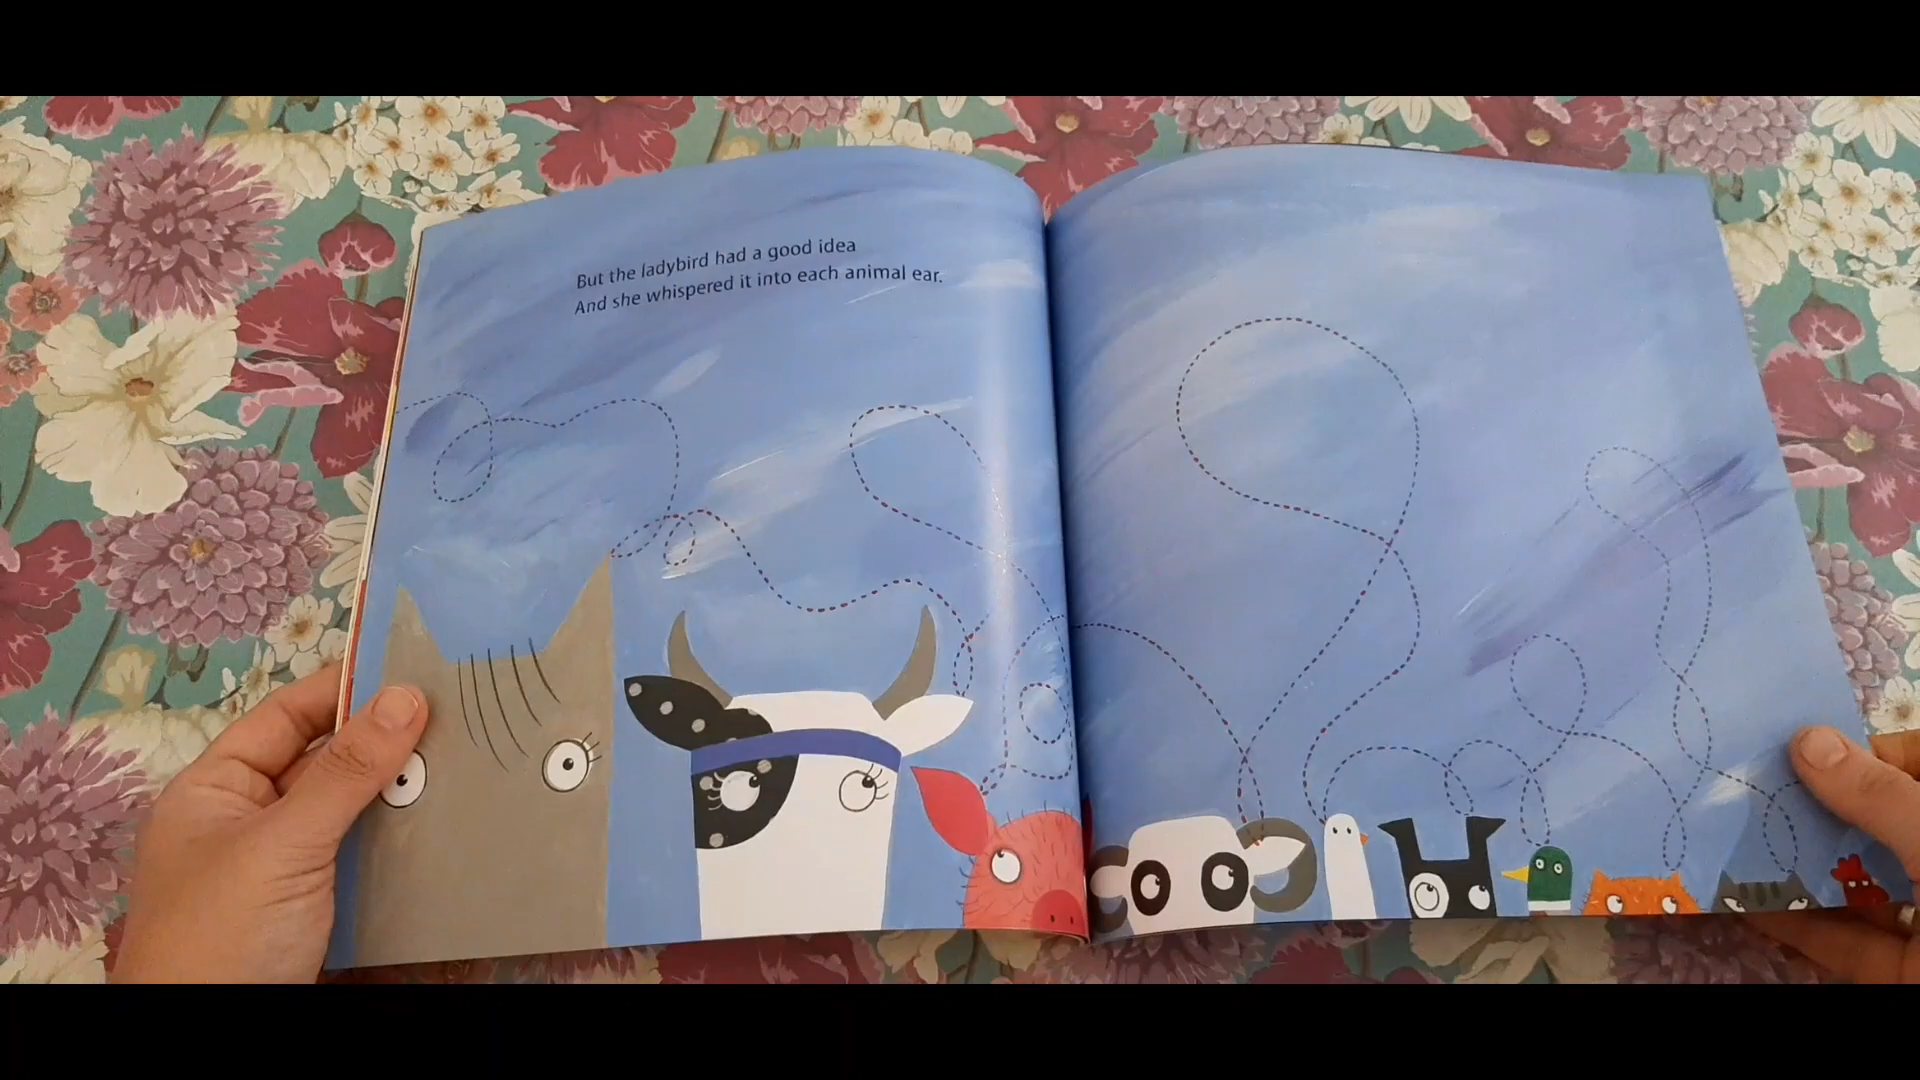 But the ladybird had a good idea
And she whispered it into each animal ear.